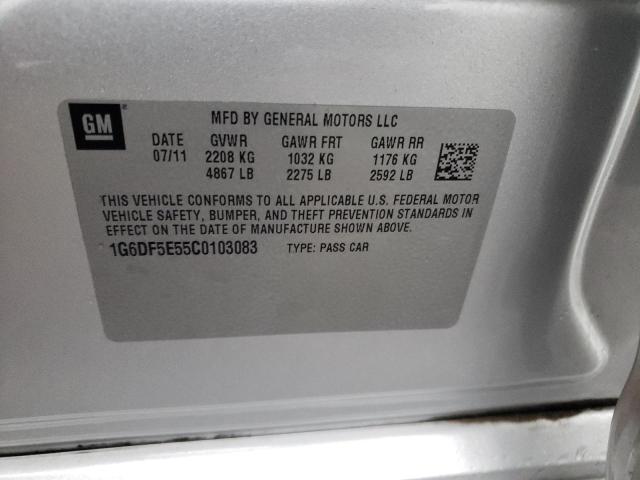 GM
MFD BY GENERAL MOTORS LLC
DATE GVWR GAWR FRT GAWR RR
07/11 2208 KG 1032 KG 1176 KG
4867 LB 2275 LB 2592 LB
THIS VEHICLE CONFORMS TO ALL APPLICABLE U.S. FEDERAL MOTOR
VEHICLE SAFETY, BUMPER, AND THEFT PREVENTION STANDARDS IN
EFFECT ON THE DATE OF MANUFACTURE SHOWN ABOVE.
1G6DF5E55C0103083 TYPE: PASS CAR